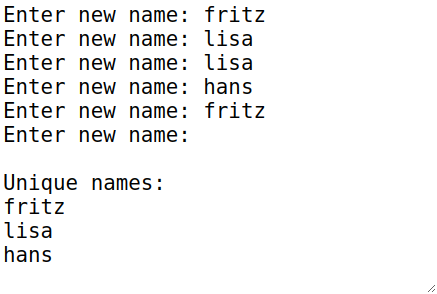 Enter new name: fritz
Enter new name: lisa
Enter new name: lisa
Enter new name: hans
Enter new name: fritz
Enter new name:
Unique names:
fritz
lisa
hans